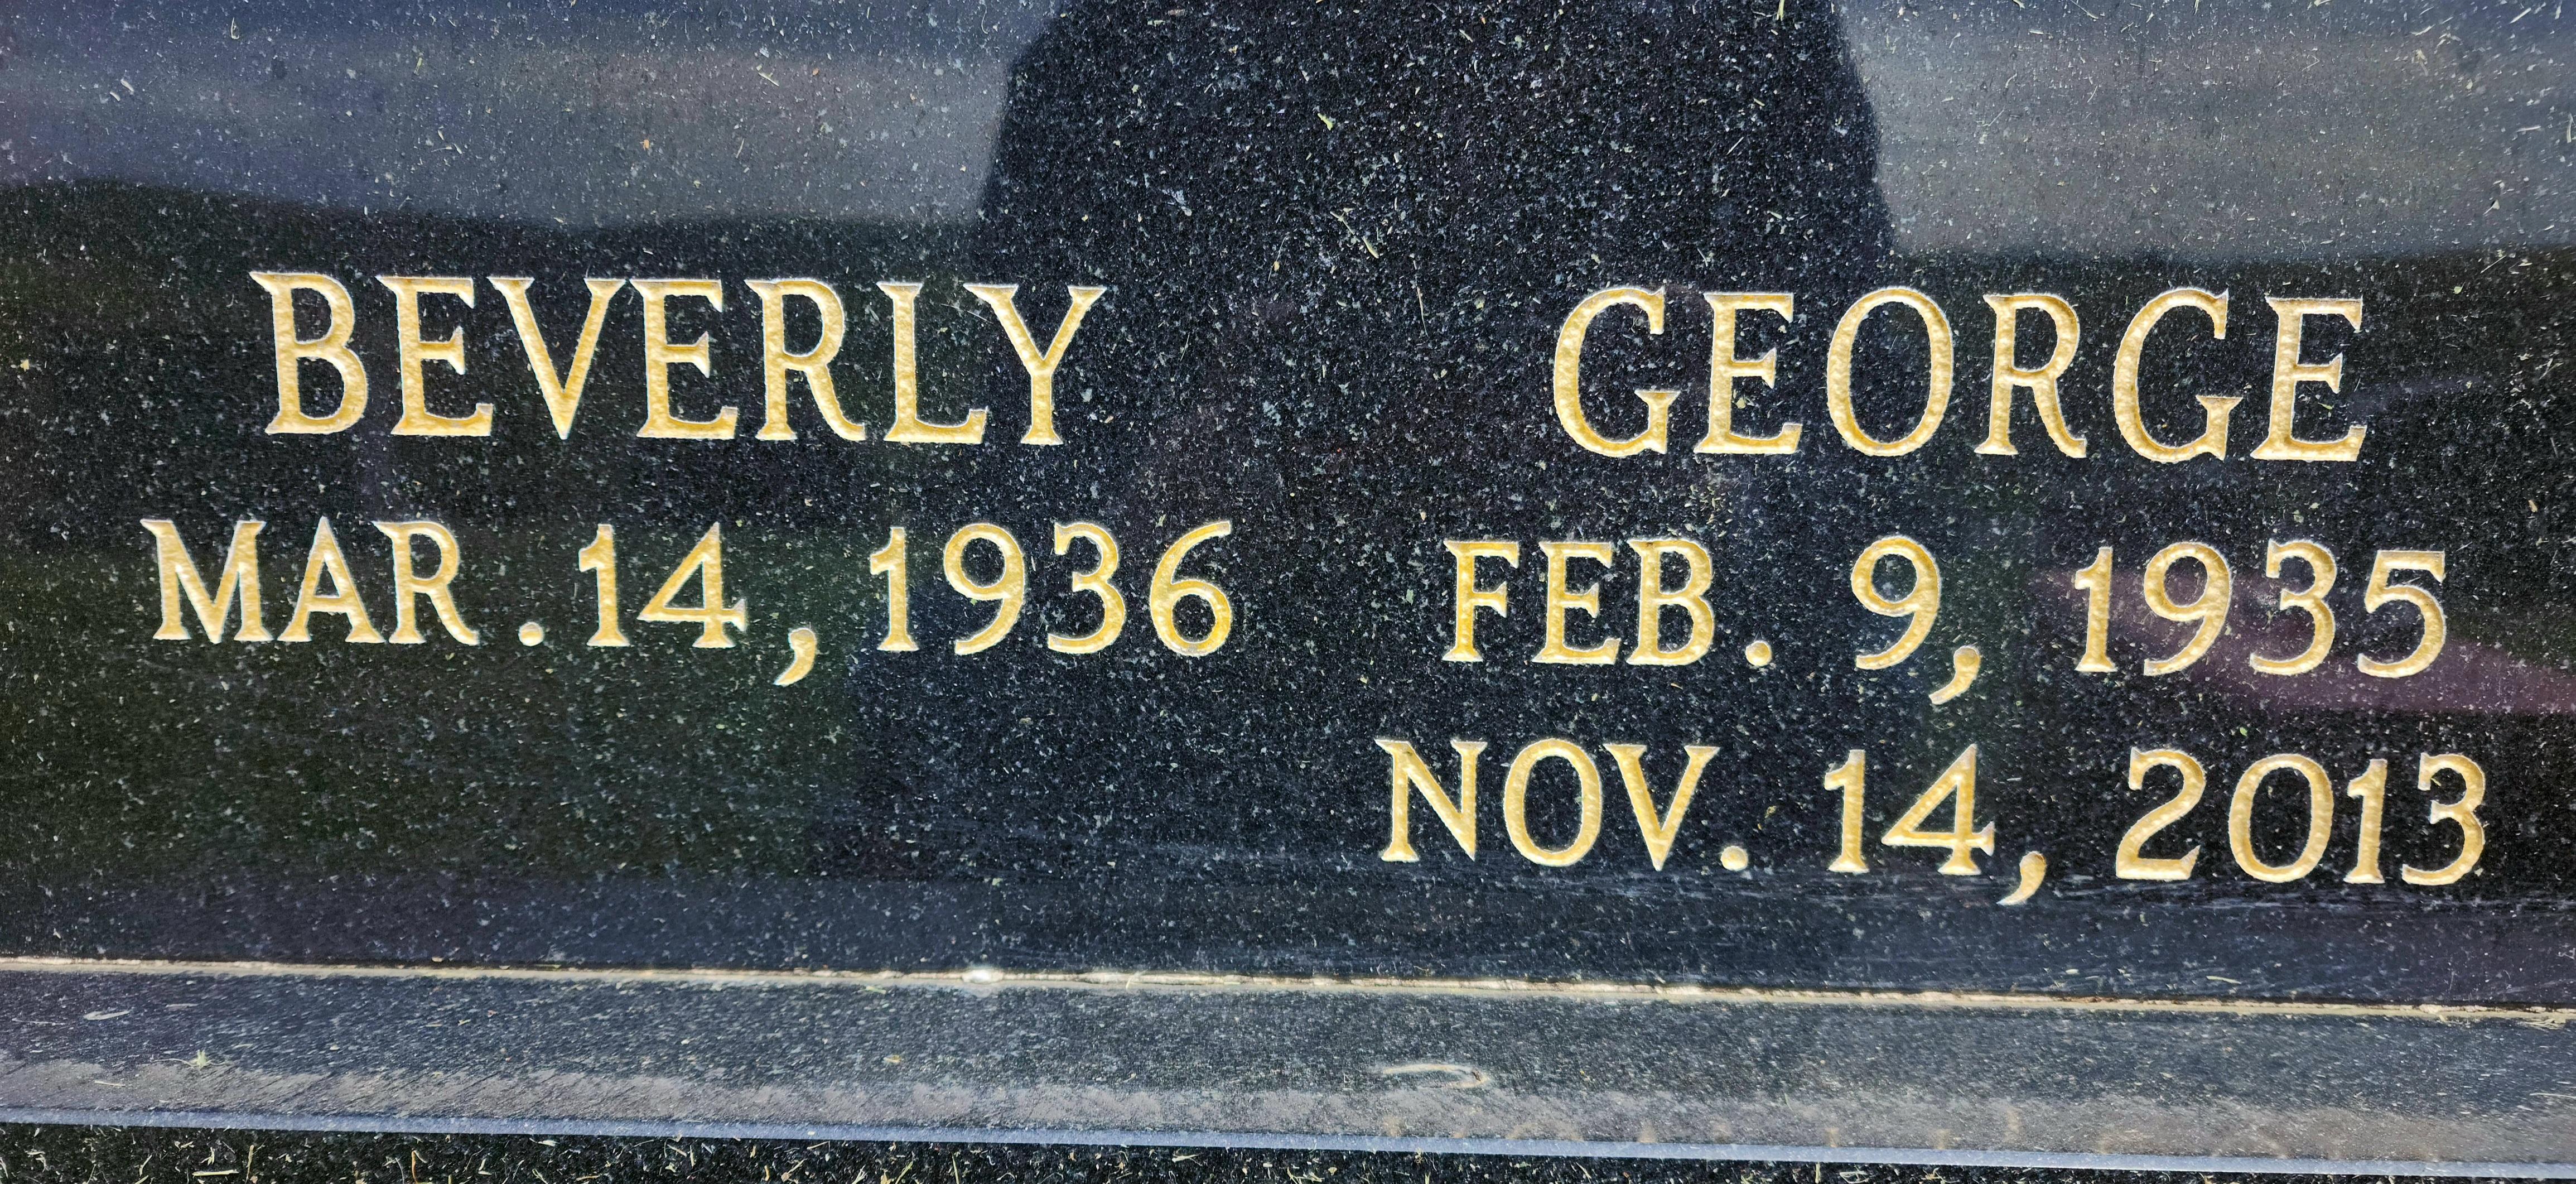 BEVERLY
MAR. 14, 1936
GEORGE
FEB. 9, 1935
NOV. 14, 2013